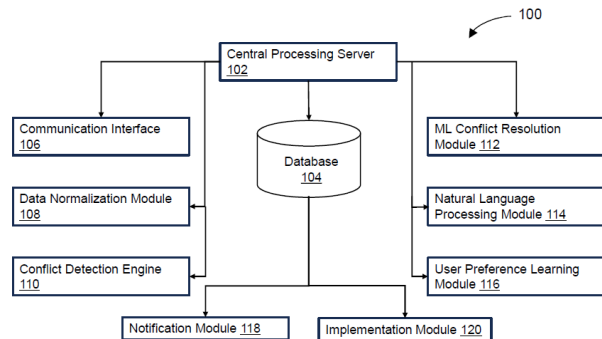 100
Central Processing Server
102
Communication Interface
106
ML Conflict Resolution
Module 112
Database
104
Data Normalization Module
108
Natural Language
Processing Module 114
Conflict Detection Engine
110
User Preference Learning
Module 116
Notification Module 118
Implementation Module 120